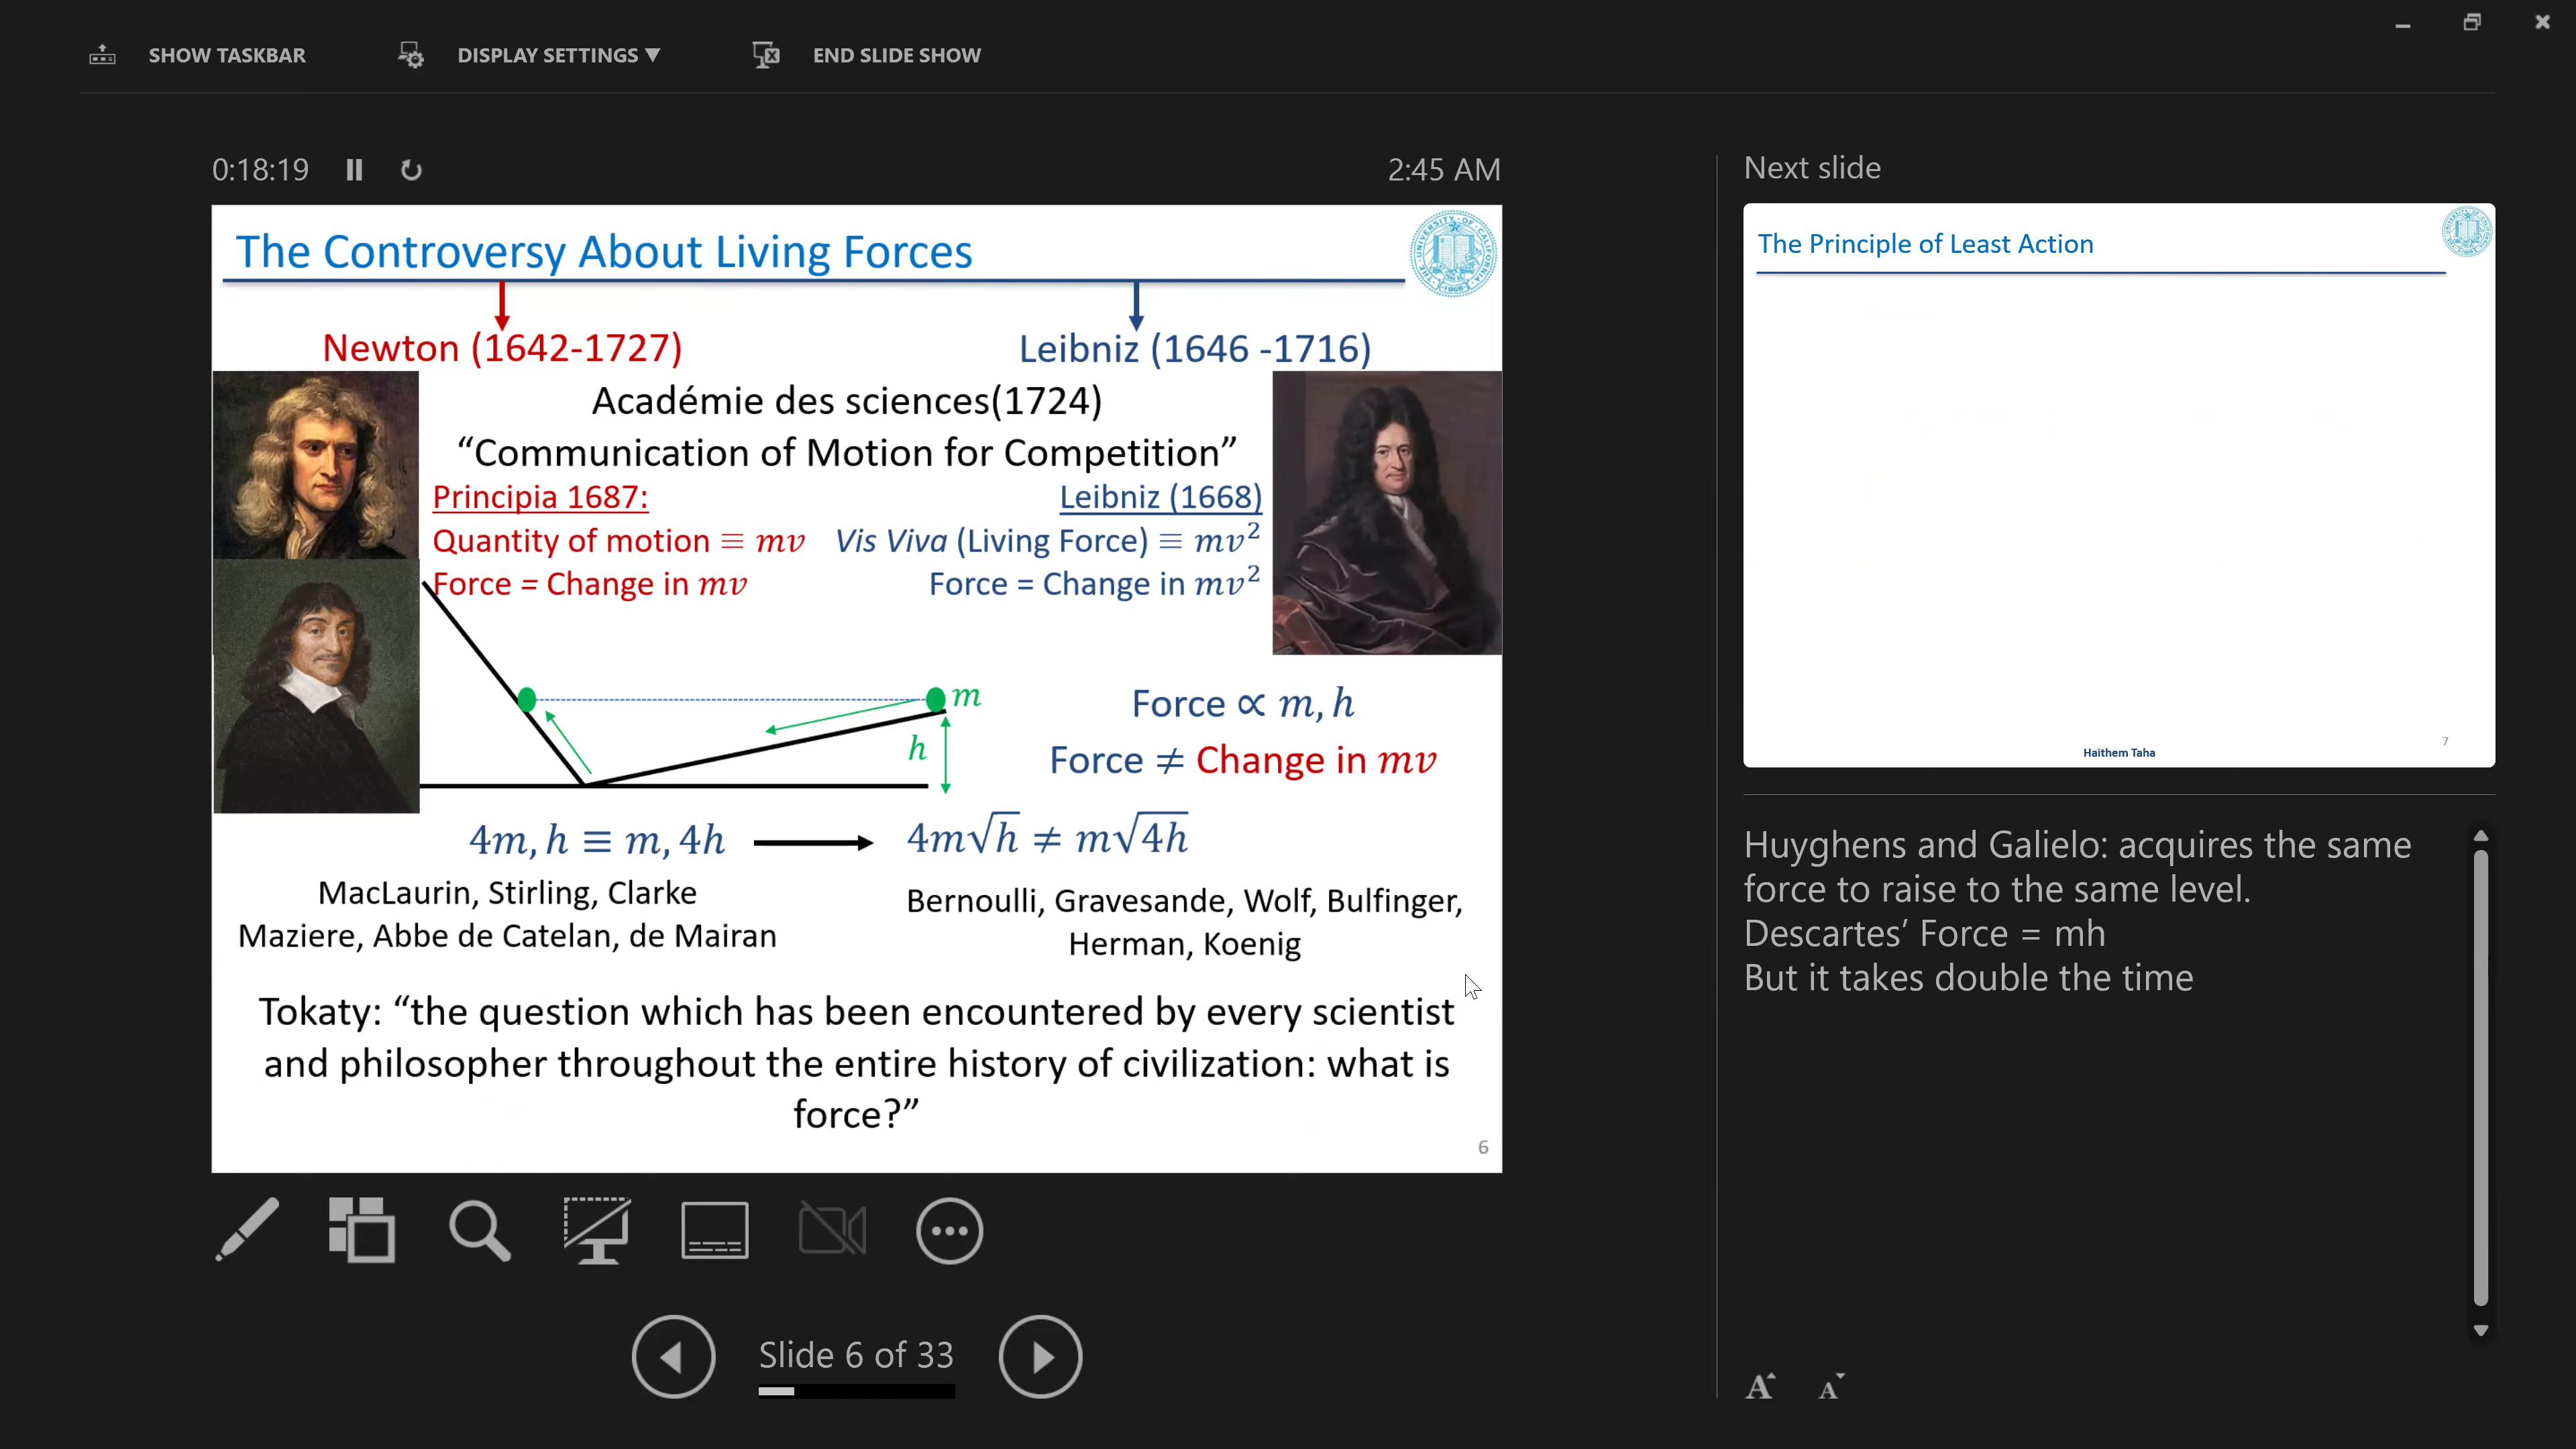 SHOW TASKBAR
DISPLAY SETTINGS ▼
END SLIDE SHOW
0:18:19
2:45 AM
The Controversy About Living Forces
Newton (1642-1727)
Leibniz (1646 -1716)
Académie des sciences(1724)
“Communication of Motion for Competition”
Principia 1687:
Leibniz (1668)
Quantity of motion ≡ mv
Vis Viva (Living Force) ≡ mv²
Force = Change in mv
Force = Change in mv²
m
h
Force ∝ m, h
Force ≠ Change in mv
4m, h ≡ m, 4h
4m√h ≠ m√4h
MacLaurin, Stirling, Clarke
Maziere, Abbe de Catelan, de Mairan
Bernoulli, Gravesande, Wolf, Bulfinger,
Herman, Koenig
Tokaty: “the question which has been encountered by every scientist
and philosopher throughout the entire history of civilization: what is
force?”
6
Slide 6 of 33
Next slide
The Principle of Least Action
Haithem Taha
7
Huyghens and Galielo: acquires the same
force to raise to the same level.
Descartes’ Force = mh
But it takes double the time
A A